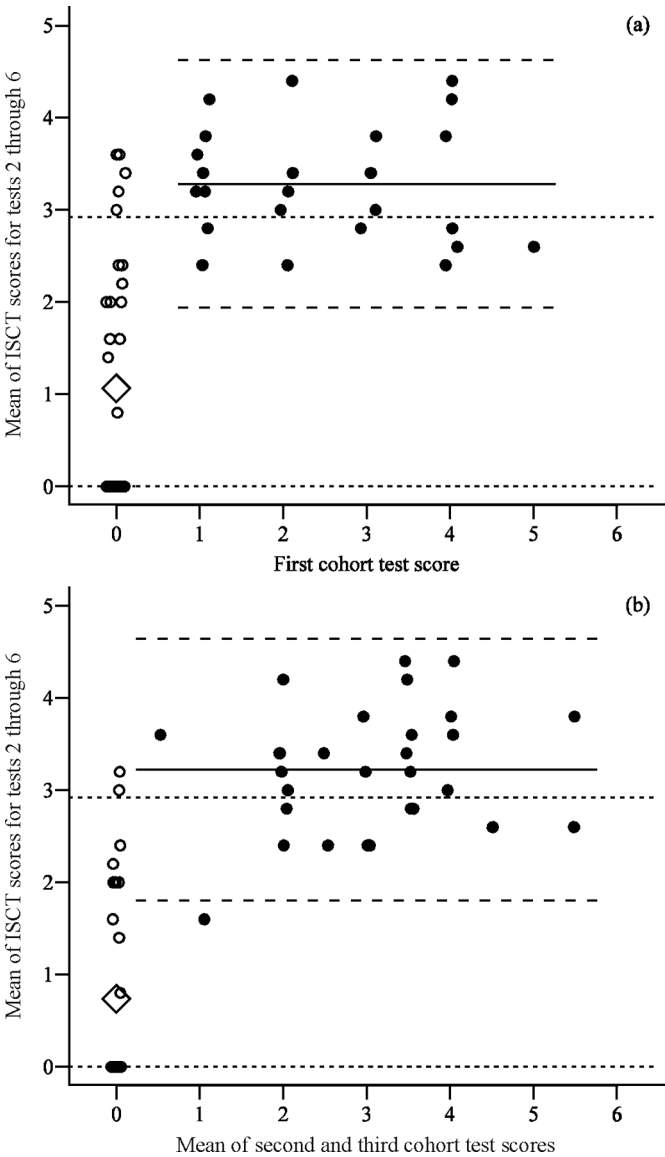 (a)
5
4
3
2
1
0
Mean of ISCT scores for tests 2 through 6
0 1 2 3 4 5 6
First cohort test score
(b)
5
4
3
2
1
0
Mean of ISCT scores for tests 2 through 6
0 1 2 3 4 5 6
Mean of second and third cohort test scores